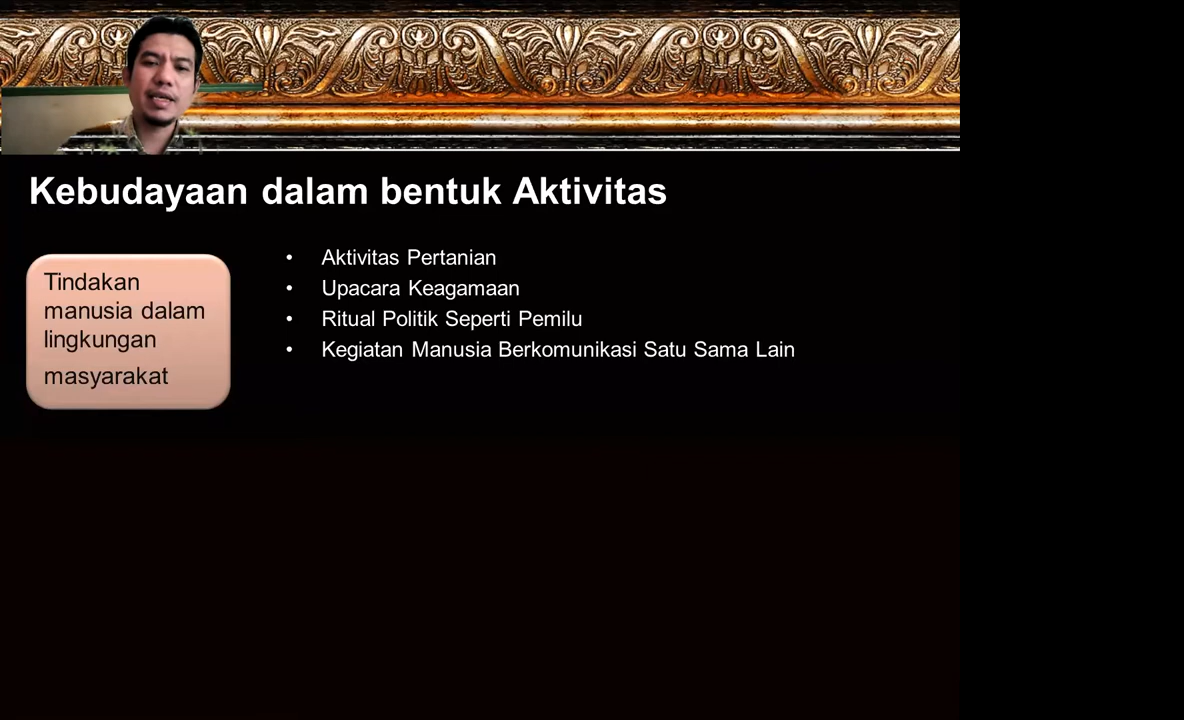 Kebudayaan dalam bentuk Aktivitas
Tindakan
manusia dalam
lingkungan
masyarakat
• Aktivitas Pertanian
• Upacara Keagamaan
• Ritual Politik Seperti Pemilu
• Kegiatan Manusia Berkomunikasi Satu Sama Lain